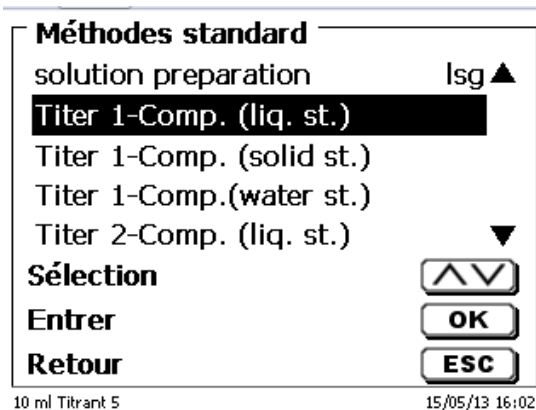 Méthodes standard
solution preparation lsg
Titer 1-Comp. (liq. st.)
Titer 1-Comp. (solid st.)
Titer 1-Comp.(water st.)
Titer 2-Comp. (liq. st.)
Sélection
Entrer OK
Retour ESC
10 ml Titrant 5 15/05/13 16:02